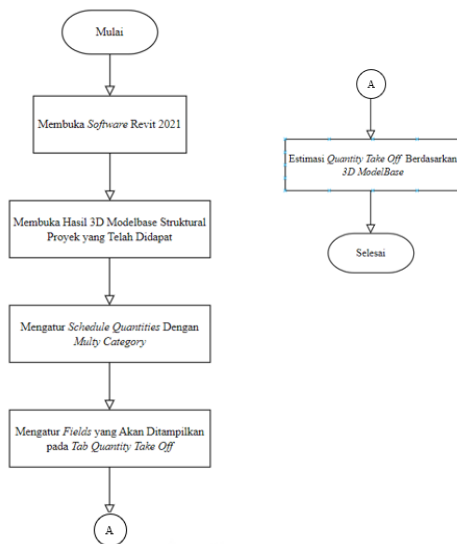 Mulai
Membuka Software Revit 2021
Membuka Hasil 3D Modelbase Struktural
Proyek yang Telah Didapat
Mengatur Schedule Quantities Dengan
Multy Category
Mengatur Fields yang Akan Ditampilkan
pada Tab Quantity Take Off
A
A
Estimasi Quantity Take Off Berdasarkan
3D ModelBase
Selesai